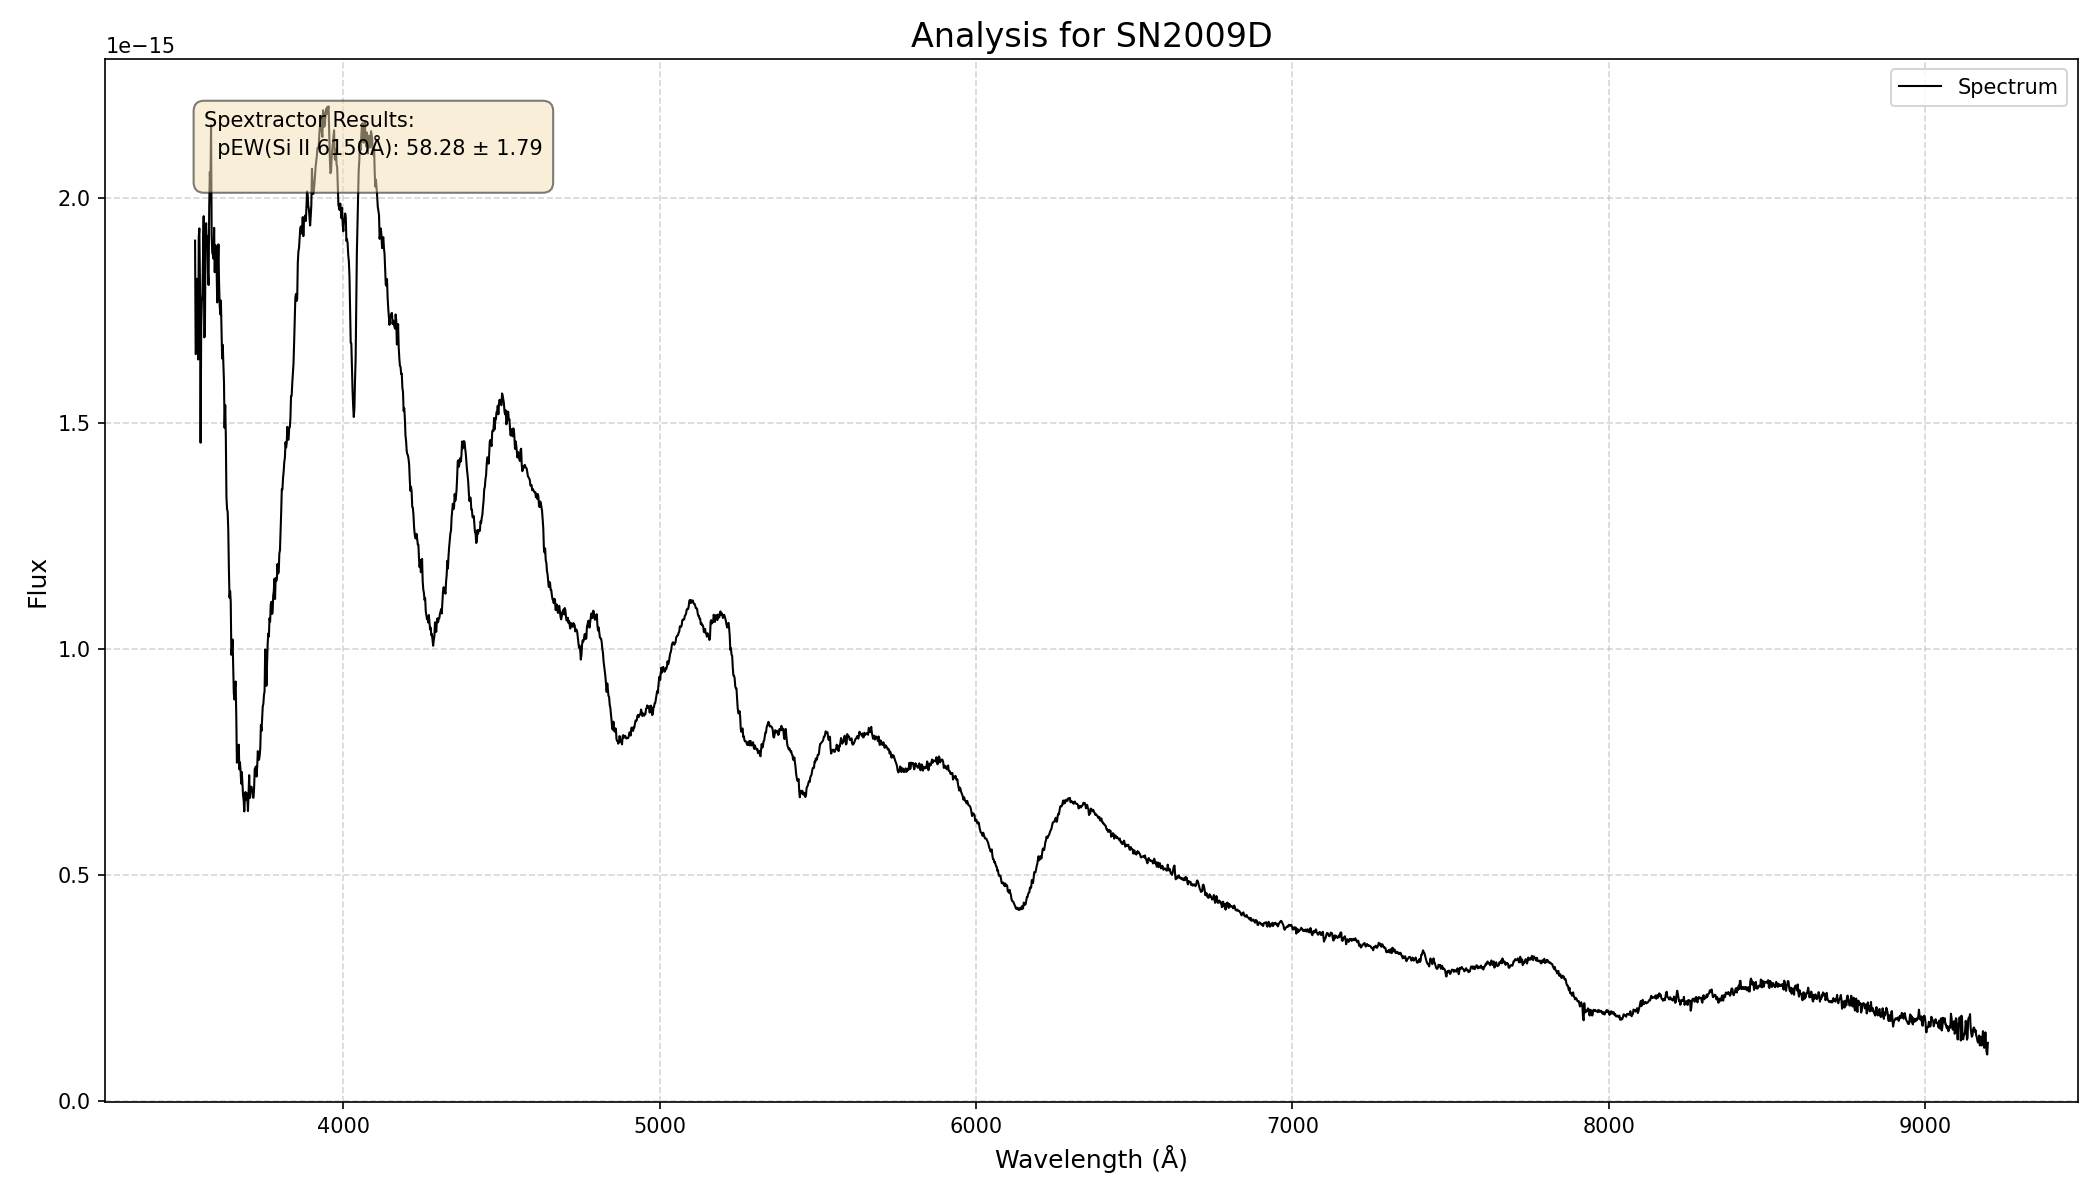 Analysis for SN2009D
1e−15
Spectrum
Spextractor Results:
pEW(Si II 6150Å): 58.28 ± 1.79
2.0
1.5
1.0
0.5
0.0
Flux
4000 5000 6000 7000 8000 9000
Wavelength (Å)